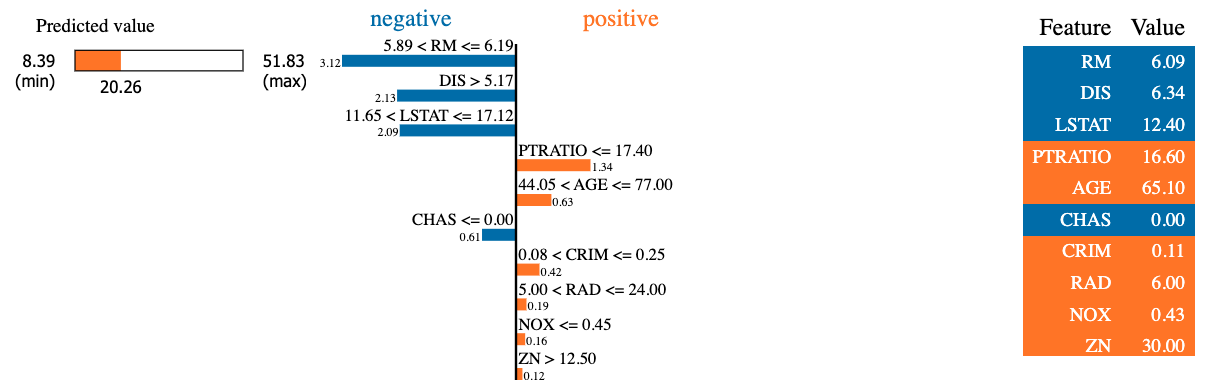 Predicted value
8.39
(min)
20.26
51.83
(max)
negative positive
5.89 < RM <= 6.19
3.12
DIS > 5.17
2.13
11.65 < LSTAT <= 17.12
2.09
PTRATIO <= 17.40
1.34
44.05 < AGE <= 77.00
0.63
CHAS <= 0.00
0.61
0.08 < CRIM <= 0.25
0.42
5.00 < RAD <= 24.00
0.19
NOX <= 0.45
0.16
ZN > 12.50
0.12
Feature Value
RM 6.09
DIS 6.34
LSTAT 12.40
PTRATIO 16.60
AGE 65.10
CHAS 0.00
CRIM 0.11
RAD 6.00
NOX 0.43
ZN 30.00